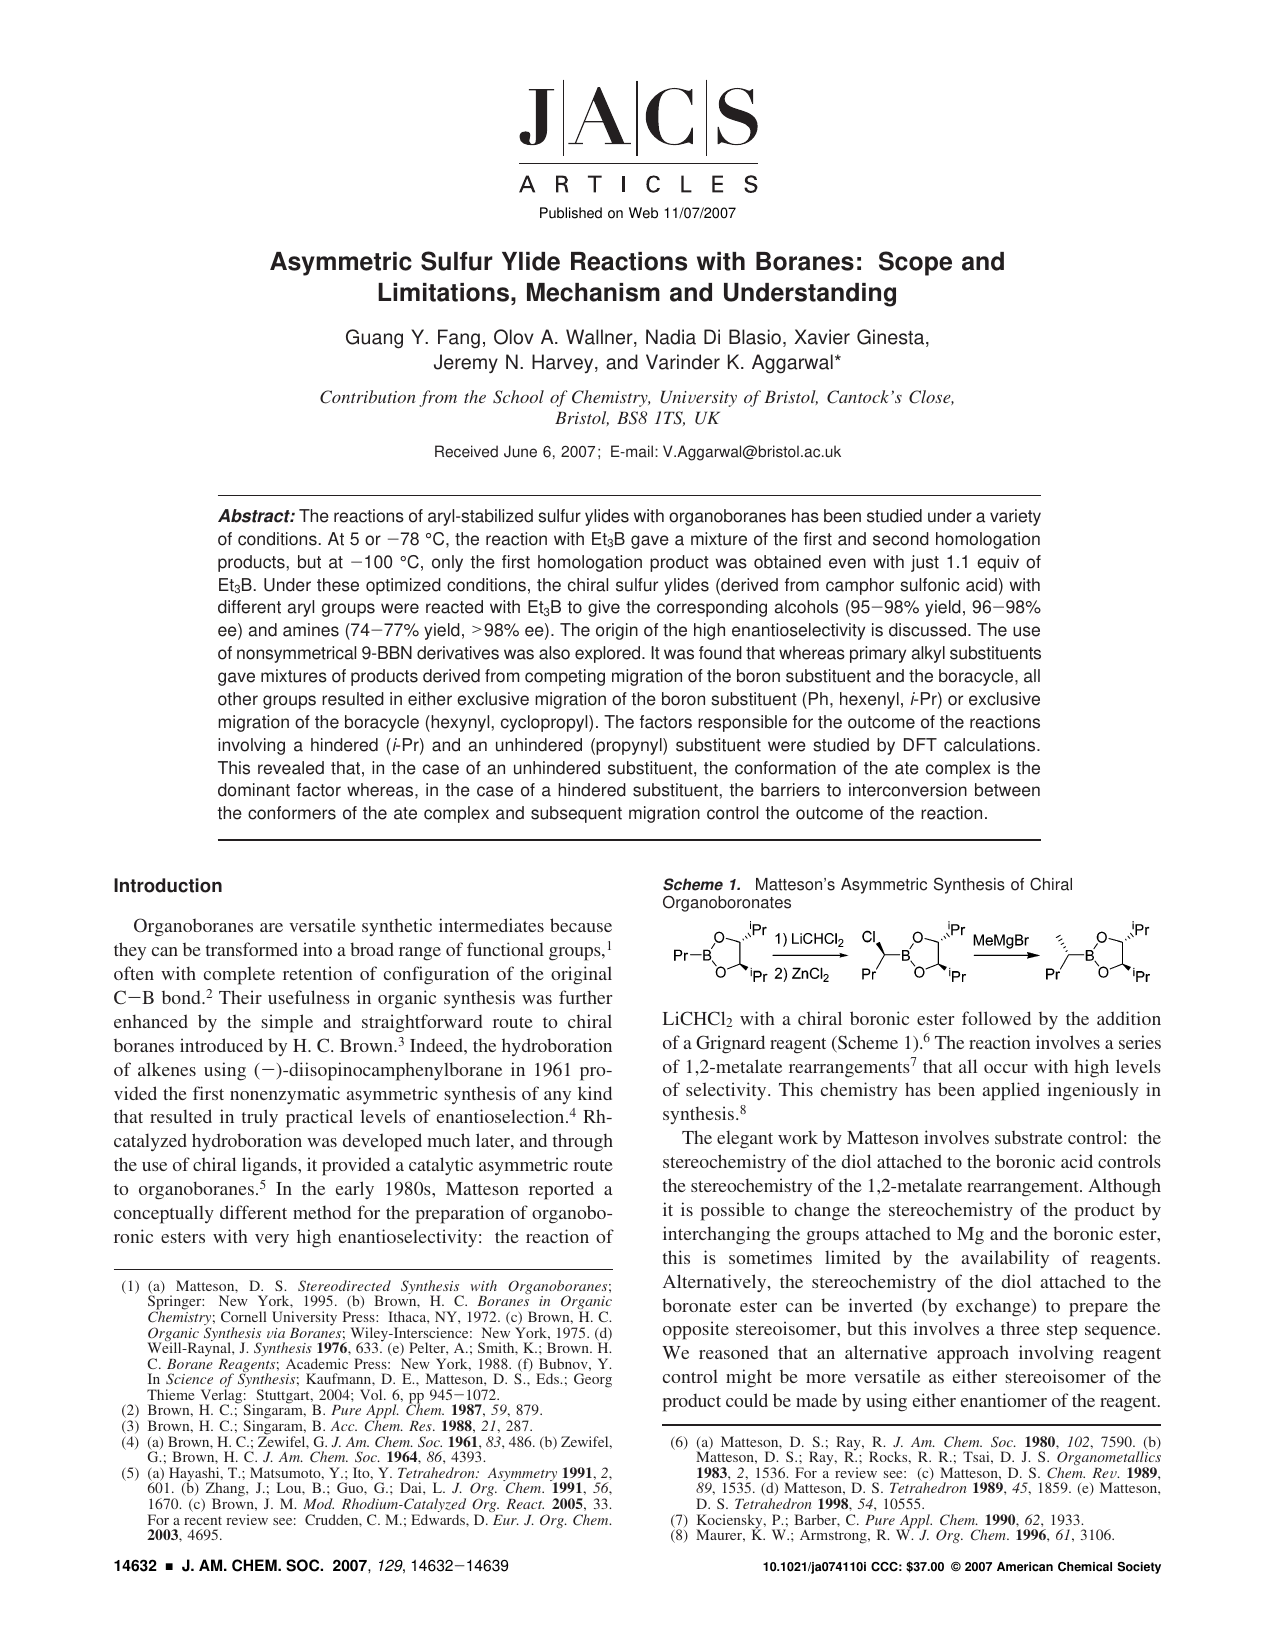 J|A|C|S
ARTICLES
Published on Web 11/07/2007
Asymmetric Sulfur Ylide Reactions with Boranes: Scope and
Limitations, Mechanism and Understanding
Guang Y. Fang, Olov A. Wallner, Nadia Di Blasio, Xavier Ginesta,
Jeremy N. Harvey, and Varinder K. Aggarwal*
Contribution from the School of Chemistry, University of Bristol, Cantock's Close,
Bristol, BS8 1TS, UK
Received June 6, 2007; E-mail: V.Aggarwal@bristol.ac.uk
Abstract: The reactions of aryl-stabilized sulfur ylides with organoboranes has been studied under a variety
of conditions. At 5 or −78 °C, the reaction with Et3B gave a mixture of the first and second homologation
products, but at −100 °C, only the first homologation product was obtained even with just 1.1 equiv of
Et3B. Under these optimized conditions, the chiral sulfur ylides (derived from camphor sulfonic acid) with
different aryl groups were reacted with Et3B to give the corresponding alcohols (95−98% yield, 96−98%
ee) and amines (74−77% yield, >98% ee). The origin of the high enantioselectivity is discussed. The use
of nonsymmetrical 9-BBN derivatives was also explored. It was found that whereas primary alkyl substituents
gave mixtures of products derived from competing migration of the boron substituent and the boracycle, all
other groups resulted in either exclusive migration of the boron substituent (Ph, hexenyl, i-Pr) or exclusive
migration of the boracycle (hexynyl, cyclopropyl). The factors responsible for the outcome of the reactions
involving a hindered (i-Pr) and an unhindered (propynyl) substituent were studied by DFT calculations.
This revealed that, in the case of an unhindered substituent, the conformation of the ate complex is the
dominant factor whereas, in the case of a hindered substituent, the barriers to interconversion between
the conformers of the ate complex and subsequent migration control the outcome of the reaction.
Introduction
Organoboranes are versatile synthetic intermediates because
they can be transformed into a broad range of functional groups,1
often with complete retention of configuration of the original
C−B bond.2 Their usefulness in organic synthesis was further
enhanced by the simple and straightforward route to chiral
boranes introduced by H. C. Brown.3 Indeed, the hydroboration
of alkenes using (−)-diisopinocamphenylborane in 1961 pro-
vided the first nonenzymatic asymmetric synthesis of any kind
that resulted in truly practical levels of enantioselection.4 Rh-
catalyzed hydroboration was developed much later, and through
the use of chiral ligands, it provided a catalytic asymmetric route
to organoboranes.5 In the early 1980s, Matteson reported a
conceptually different method for the preparation of organobo-
ronic esters with very high enantioselectivity: the reaction of
(1) (a) Matteson, D. S. Stereodirected Synthesis with Organoboranes;
Springer: New York, 1995. (b) Brown, H. C. Boranes in Organic
Chemistry; Cornell University Press: Ithaca, NY, 1972. (c) Brown, H. C.
Organic Synthesis via Boranes; Wiley-Interscience: New York, 1975. (d)
Weill-Raynal, J. Synthesis 1976, 633. (e) Pelter, A.; Smith, K.; Brown. H.
C. Borane Reagents; Academic Press: New York, 1988. (f) Bubnov, Y.
In Science of Synthesis; Kaufmann, D. E., Matteson, D. S., Eds.; Georg
Thieme Verlag: Stuttgart, 2004; Vol. 6, pp 945−1072.
(2) Brown, H. C.; Singaram, B. Pure Appl. Chem. 1987, 59, 879.
(3) Brown, H. C.; Singaram, B. Acc. Chem. Res. 1988, 21, 287.
(4) (a) Brown, H. C.; Zewifel, G. J. Am. Chem. Soc. 1961, 83, 486. (b) Zewifel,
G.; Brown, H. C. J. Am. Chem. Soc. 1964, 86, 4393.
(5) (a) Hayashi, T.; Matsumoto, Y.; Ito, Y. Tetrahedron: Asymmetry 1991, 2,
601. (b) Zhang, J.; Lou, B.; Guo, G.; Dai, L. J. Org. Chem. 1991, 56,
1670. (c) Brown, J. M. Mod. Rhodium-Catalyzed Org. React. 2005, 33.
For a recent review see: Crudden, C. M.; Edwards, D. Eur. J. Org. Chem.
2003, 4695.
Scheme 1. Matteson's Asymmetric Synthesis of Chiral
Organoboronates
Pr B O O iPr iPr 1) LiCHCl2 2) ZnCl2 Cl Pr B O O iPr iPr MeMgBr Pr B O O iPr iPr
LiCHCl2 with a chiral boronic ester followed by the addition
of a Grignard reagent (Scheme 1).6 The reaction involves a series
of 1,2-metalate rearrangements7 that all occur with high levels
of selectivity. This chemistry has been applied ingeniously in
synthesis.8
The elegant work by Matteson involves substrate control: the
stereochemistry of the diol attached to the boronic acid controls
the stereochemistry of the 1,2-metalate rearrangement. Although
it is possible to change the stereochemistry of the product by
interchanging the groups attached to Mg and the boronic ester,
this is sometimes limited by the availability of reagents.
Alternatively, the stereochemistry of the diol attached to the
boronate ester can be inverted (by exchange) to prepare the
opposite stereoisomer, but this involves a three step sequence.
We reasoned that an alternative approach involving reagent
control might be more versatile as either stereoisomer of the
product could be made by using either enantiomer of the reagent.
(6) (a) Matteson, D. S.; Ray, R. J. Am. Chem. Soc. 1980, 102, 7590. (b)
Matteson, D. S.; Ray, R.; Rocks, R. R.; Tsai, D. J. S. Organometallics
1983, 2, 1536. For a review see: (c) Matteson, D. S. Chem. Rev. 1989,
89, 1535. (d) Matteson, D. S. Tetrahedron 1989, 45, 1859. (e) Matteson,
D. S. Tetrahedron 1998, 54, 10555.
(7) Kociensky, P.; Barber, C. Pure Appl. Chem. 1990, 62, 1933.
(8) Maurer, K. W.; Armstrong, R. W. J. Org. Chem. 1996, 61, 3106.
14632 ■ J. AM. CHEM. SOC. 2007, 129, 14632−14639
10.1021/ja074110i CCC: $37.00 © 2007 American Chemical Society